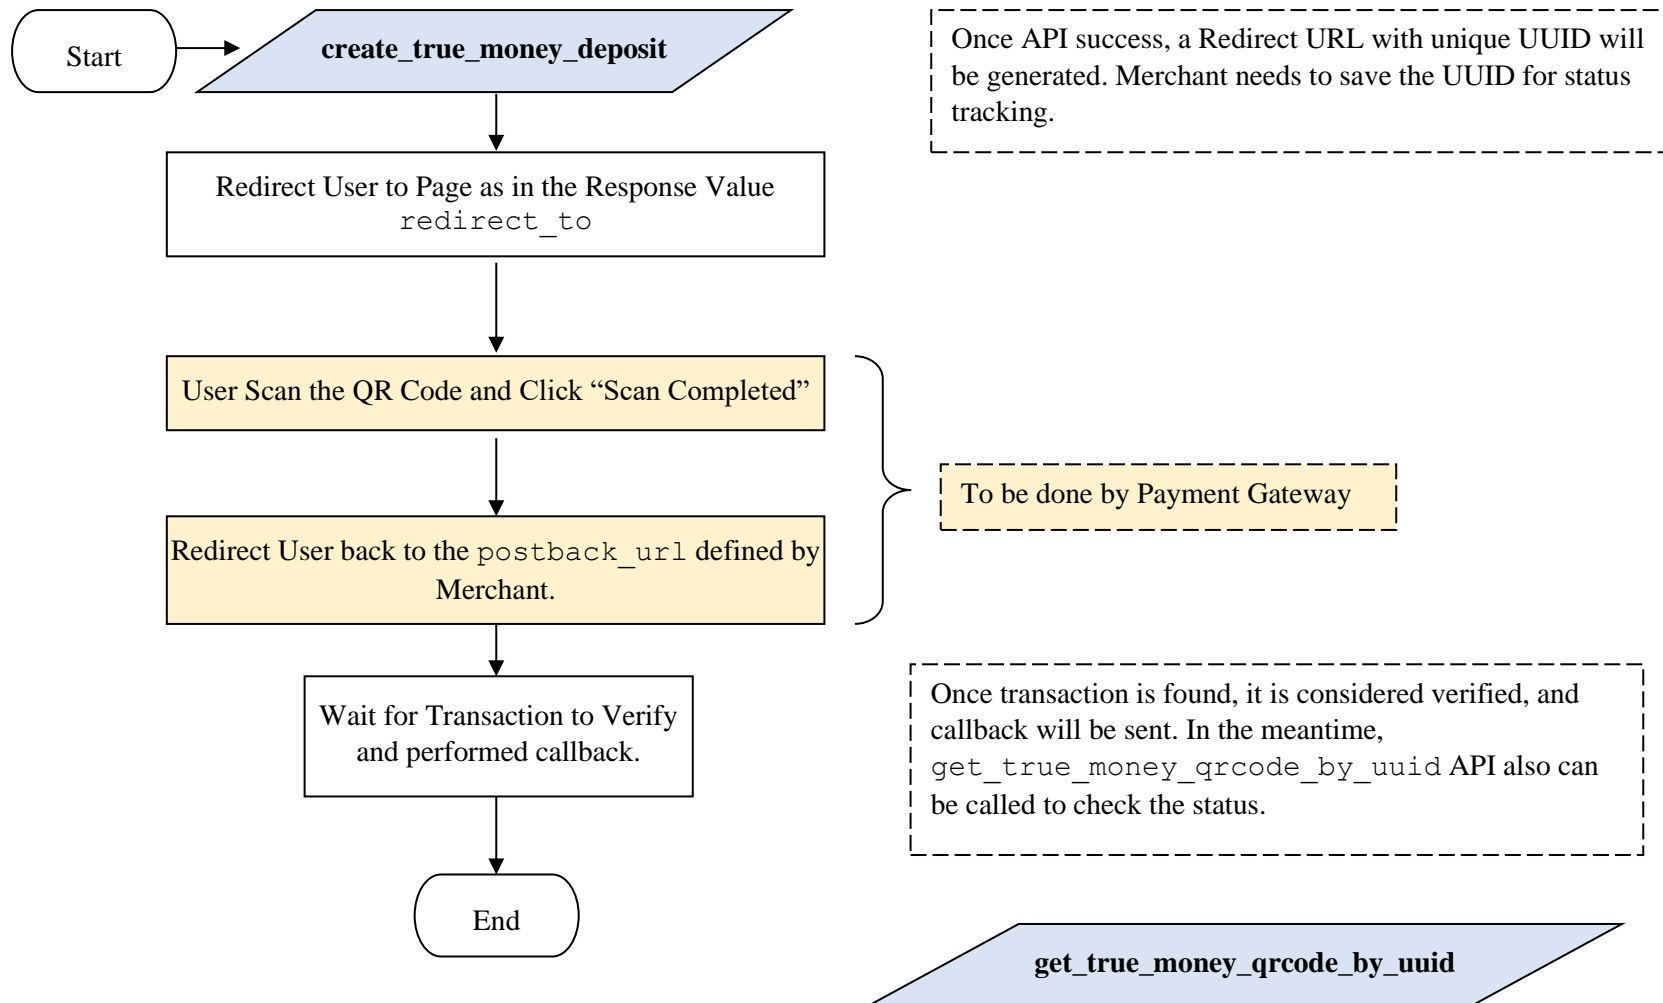 Start
create_true_money_deposit
Once API success, a Redirect URL with unique UUID will
be generated. Merchant needs to save the UUID for status
tracking.
Redirect User to Page as in the Response Value
redirect_to
User Scan the QR Code and Click “Scan Completed”
To be done by Payment Gateway
Redirect User back to the postback_url defined by
Merchant.
Wait for Transaction to Verify
and performed callback.
Once transaction is found, it is considered verified, and
callback will be sent. In the meantime,
get_true_money_qrcode_by_uuid API also can
be called to check the status.
End
get_true_money_qrcode_by_uuid